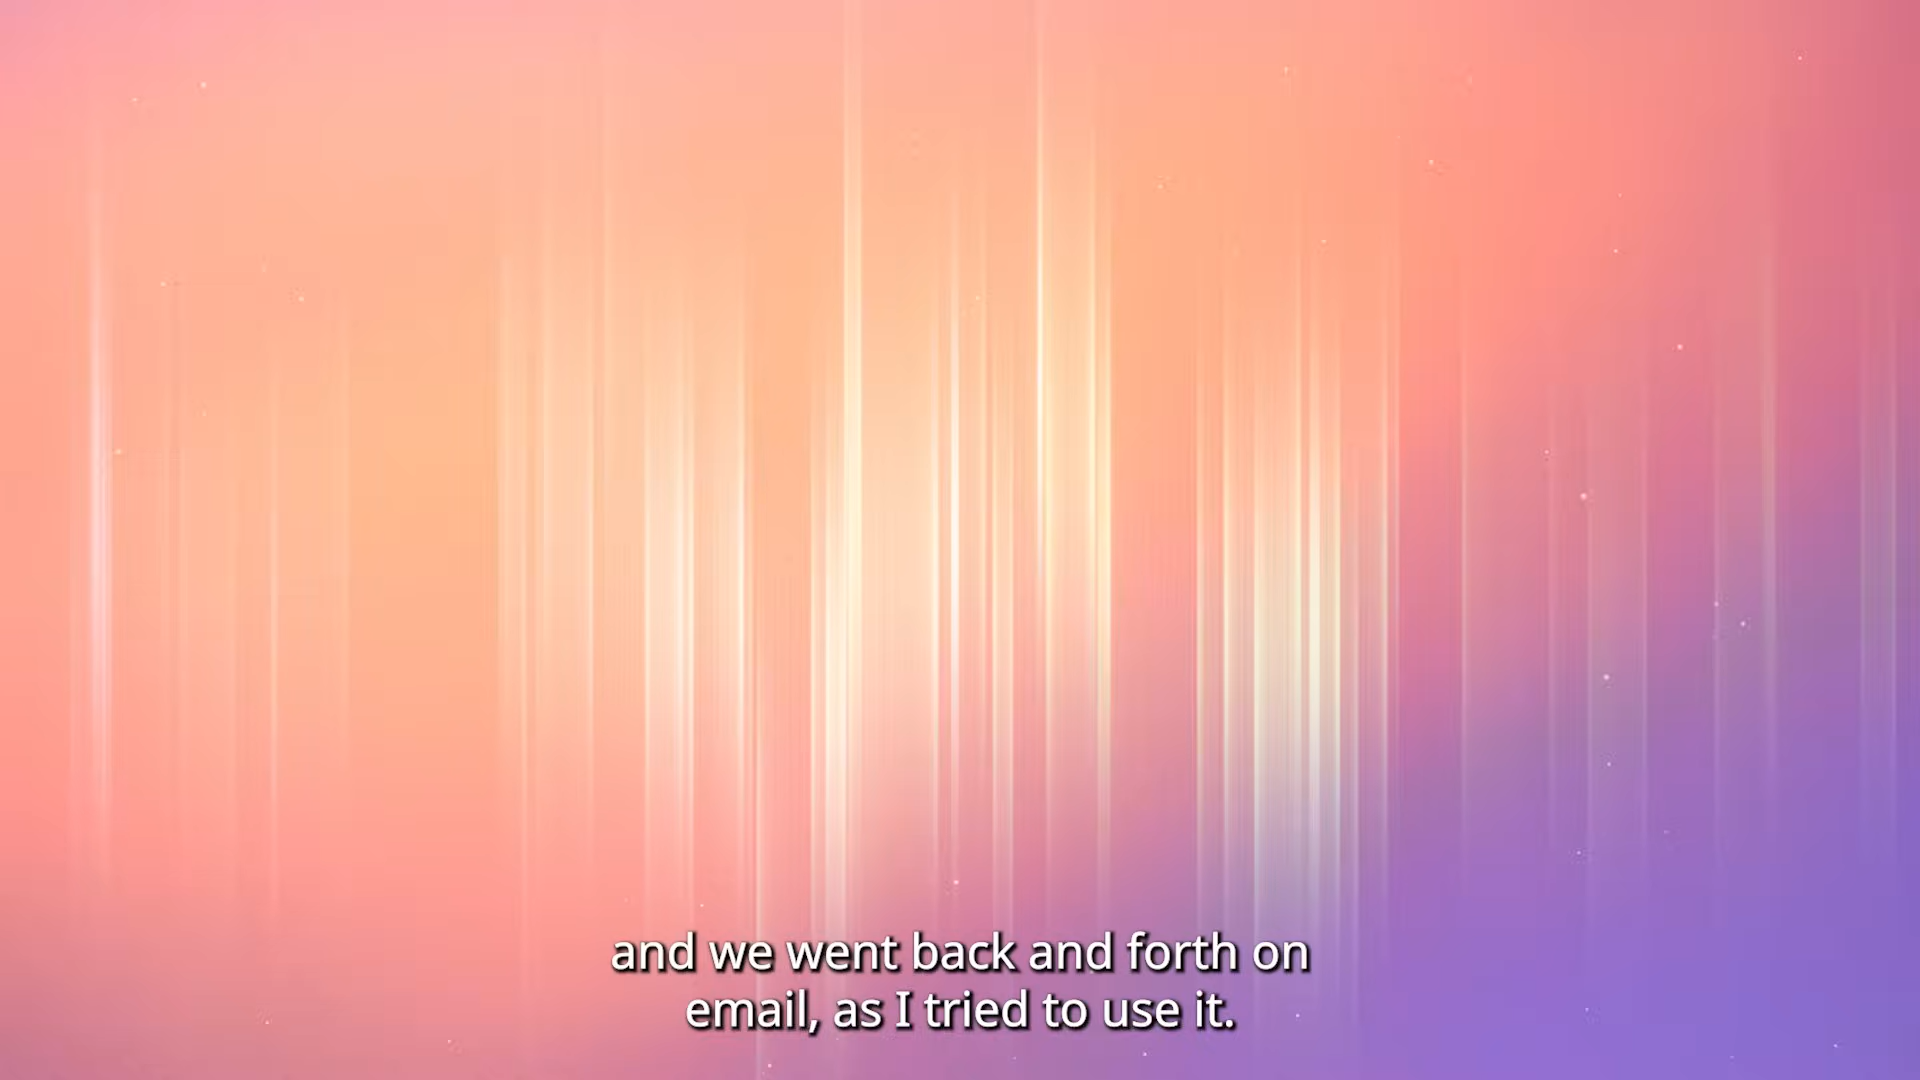 and we went back and forth on
email, as I tried to use it.